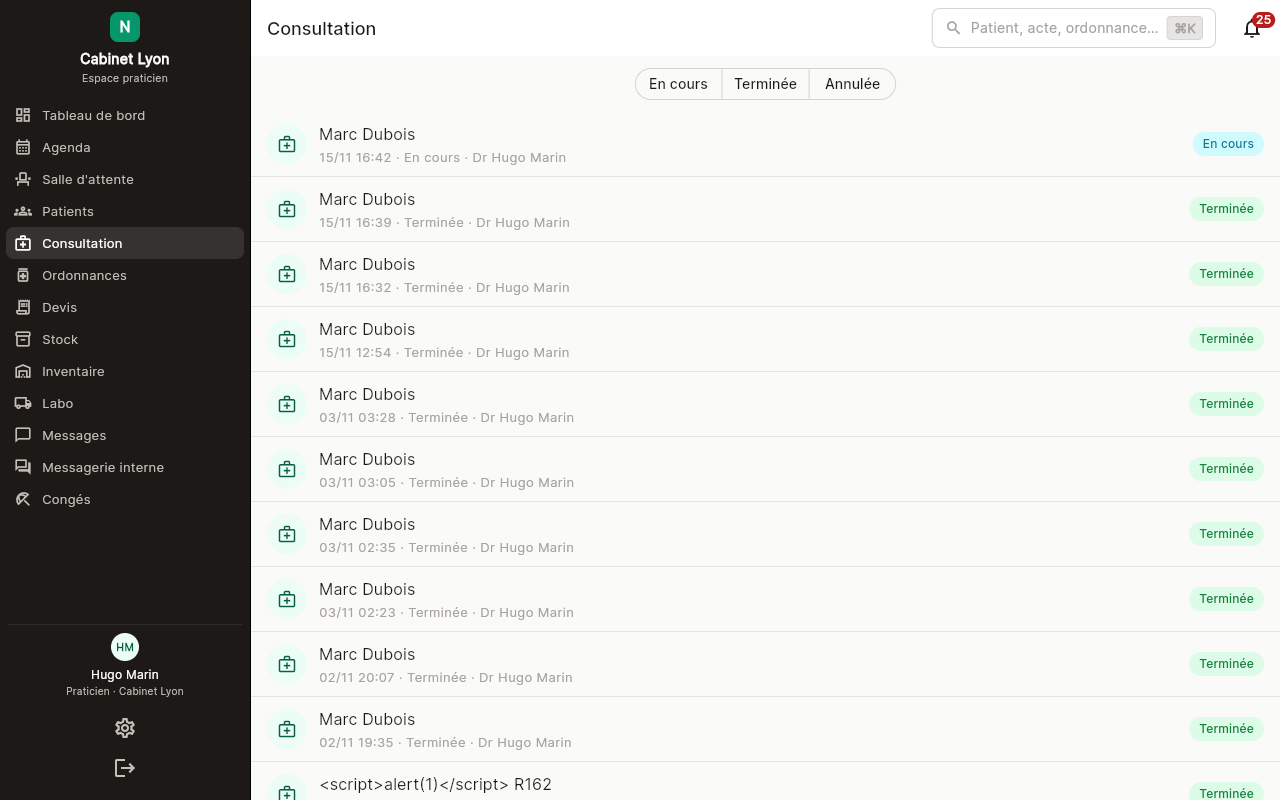 N
Cabinet Lyon
Espace praticien
Tableau de bord
Agenda
Salle d'attente
Patients
Consultation
Ordonnances
Devis
Stock
Inventaire
Labo
Messages
Messagerie interne
Congés
HM
Hugo Marin
Praticien · Cabinet Lyon
Consultation
Patient, acte, ordonnance... ⌘K
25
En cours Terminée Annulée
Marc Dubois
15/11 16:42 · En cours · Dr Hugo Marin
En cours
Marc Dubois
15/11 16:39 · Terminée · Dr Hugo Marin
Terminée
Marc Dubois
15/11 16:32 · Terminée · Dr Hugo Marin
Terminée
Marc Dubois
15/11 12:54 · Terminée · Dr Hugo Marin
Terminée
Marc Dubois
03/11 03:28 · Terminée · Dr Hugo Marin
Terminée
Marc Dubois
03/11 03:05 · Terminée · Dr Hugo Marin
Terminée
Marc Dubois
03/11 02:35 · Terminée · Dr Hugo Marin
Terminée
Marc Dubois
03/11 02:23 · Terminée · Dr Hugo Marin
Terminée
Marc Dubois
02/11 20:07 · Terminée · Dr Hugo Marin
Terminée
Marc Dubois
02/11 19:35 · Terminée · Dr Hugo Marin
Terminée
<script>alert(1)</script> R162
Terminée